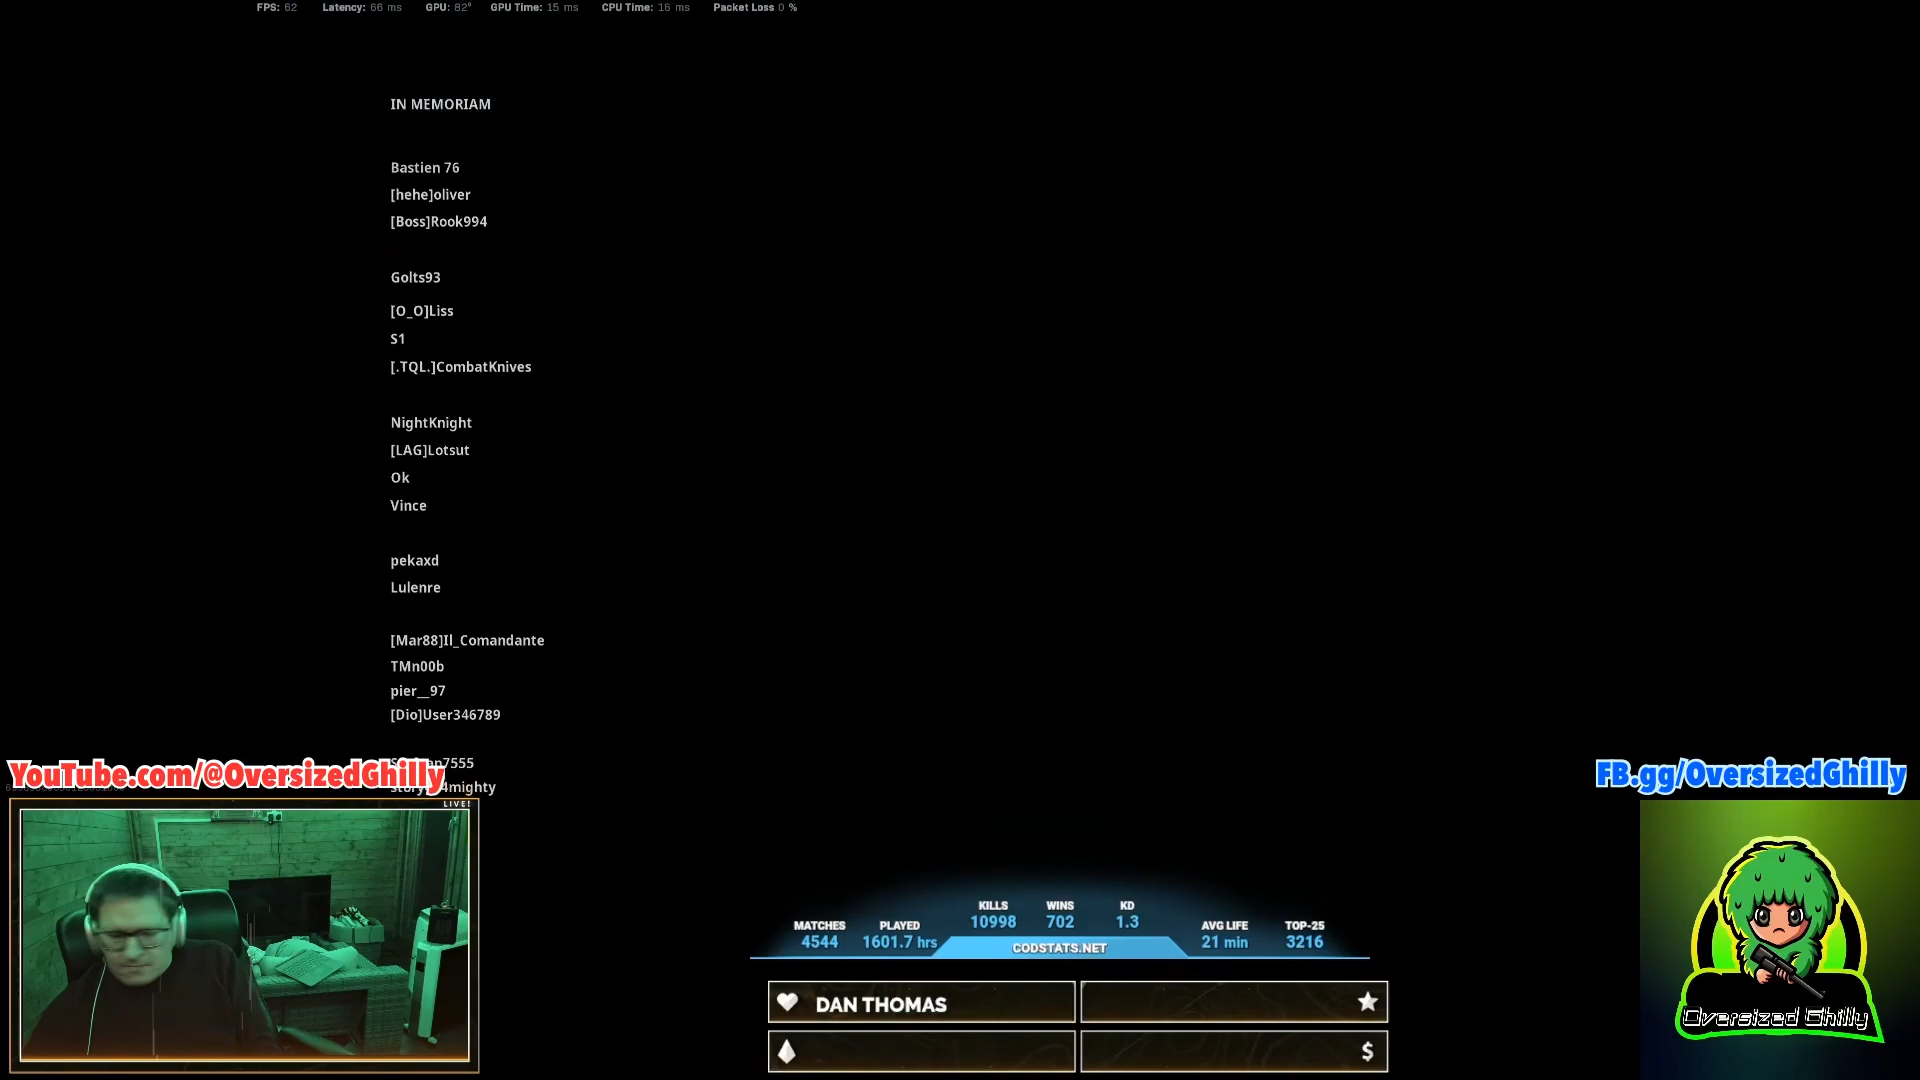 FPS: 62 Latency: 66 ms GPU: 82° GPU Time: 15 ms CPU Time: 16 ms Packet Loss 0 %
IN MEMORIAM
Bastien 76
[hehe]oliver
[Boss]Rook994
Golts93
[O_O]Liss
S1
[.TQL.]CombatKnives
NightKnight
[LAG]Lotsut
Ok
Vince
pekaxd
Lulenre
[Mar88]Il_Comandante
TMn00b
pier__97
[Dio]User346789
YouTube.com/@OversizedGhilly
FB.gg/OversizedGhilly
LIVE!
KILLS WINS KD
10998 702 1.3
MATCHES PLAYED AVG LIFE TOP-25
4544 1601.7 hrs 21 min 3216
CODSTATS.NET
DAN THOMAS
$
Oversized Ghilly